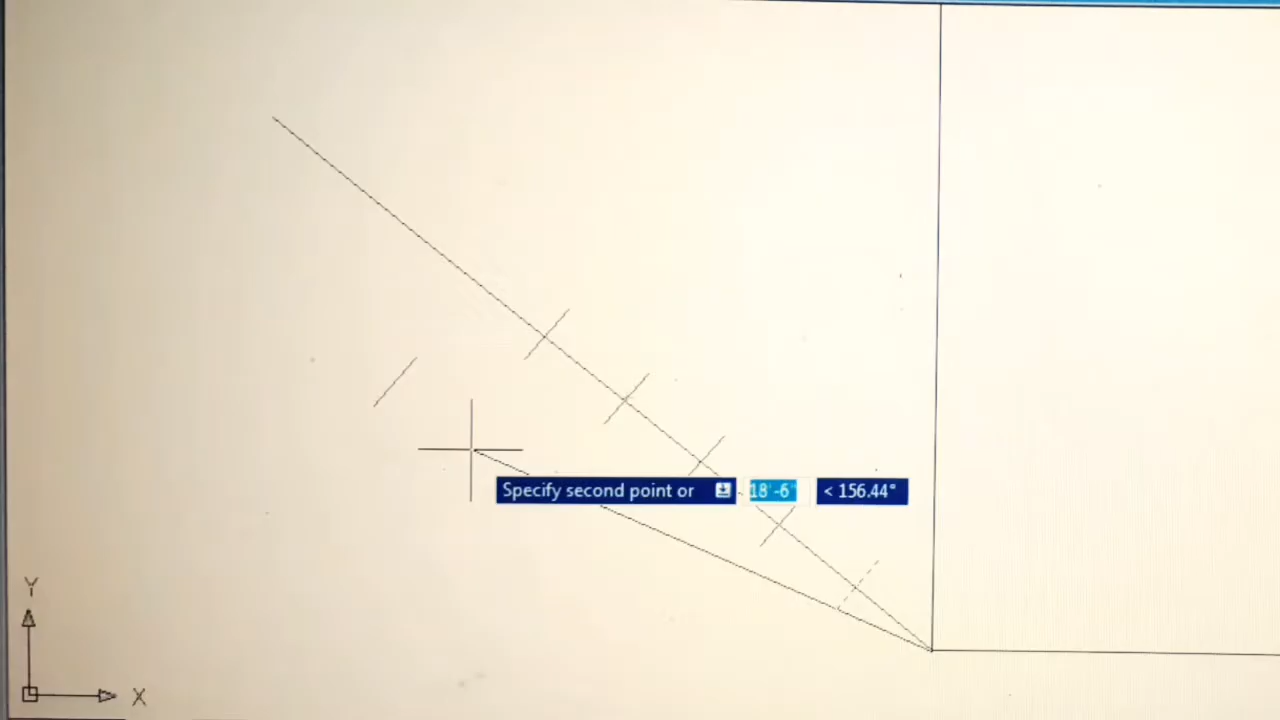 Specify second point or 18'-6" < 156.44°
Y
X